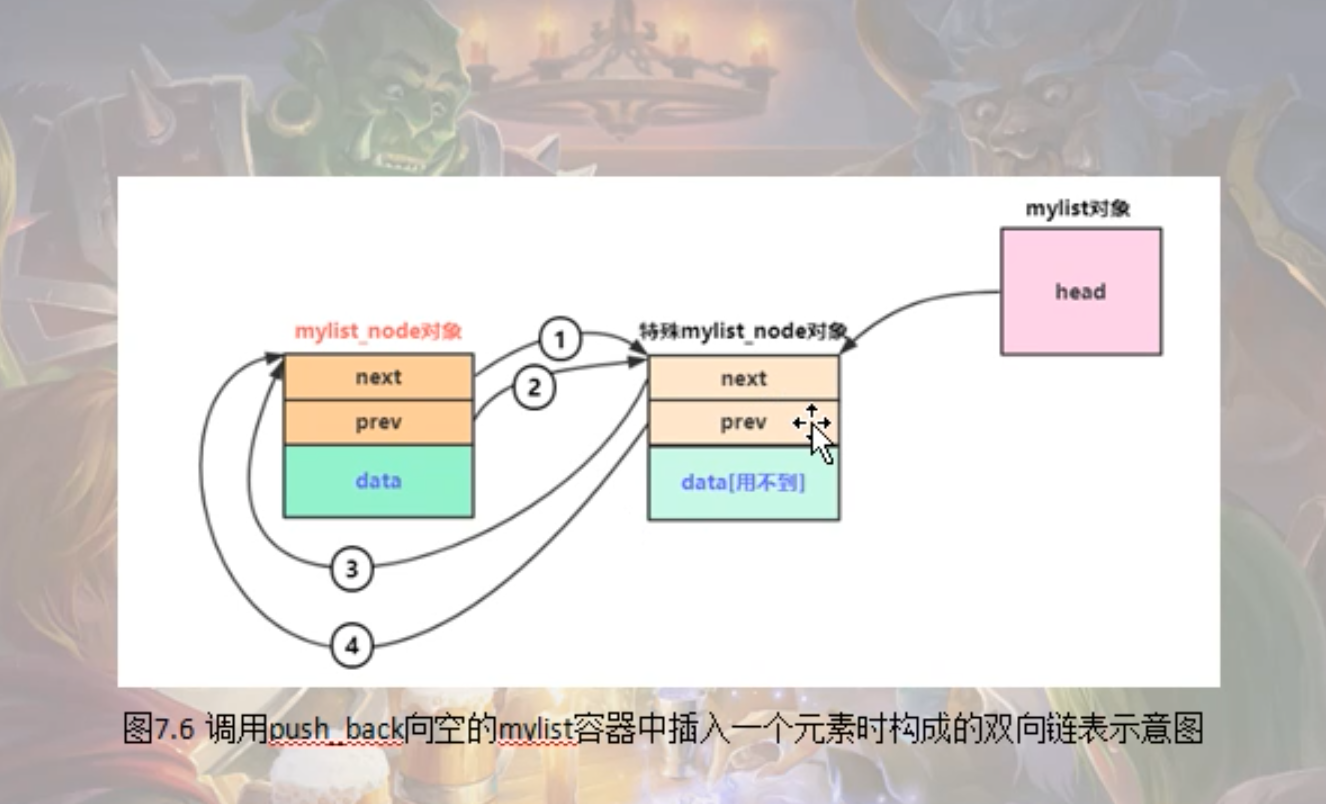 mylist对象
head
mylist_node对象
特殊mylist_node对象
1
2
next
next
prev
prev
data
data[用不到]
3
4
图7.6 调用push_back向空的mylist容器中插入一个元素时构成的双向链表示意图